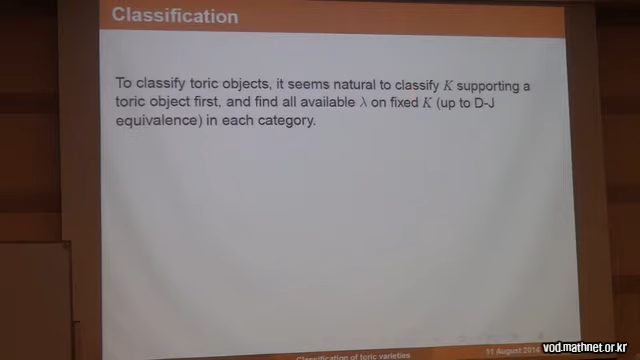 Classification
To classify toric objects, it seems natural to classify K supporting a
toric object first, and find all available λ on fixed K (up to D-J
equivalence) in each category.
Classification of toric varieties
11 August 2014
vod.mathnet.or.kr